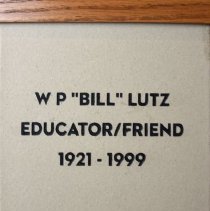 W P "BILL" LUTZ
EDUCATOR/FRIEND
1921 - 1999